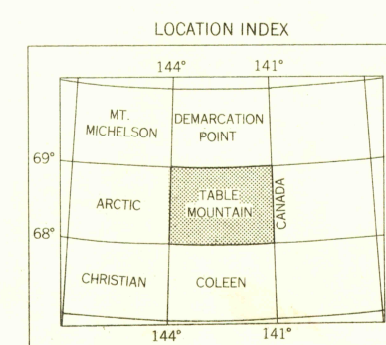 LOCATION INDEX
144° 141°
MT. MICHELSON
DEMARCATION POINT
69°
ARCTIC
TABLE MOUNTAIN
CANADA
68°
CHRISTIAN
COLEEN
144° 141°